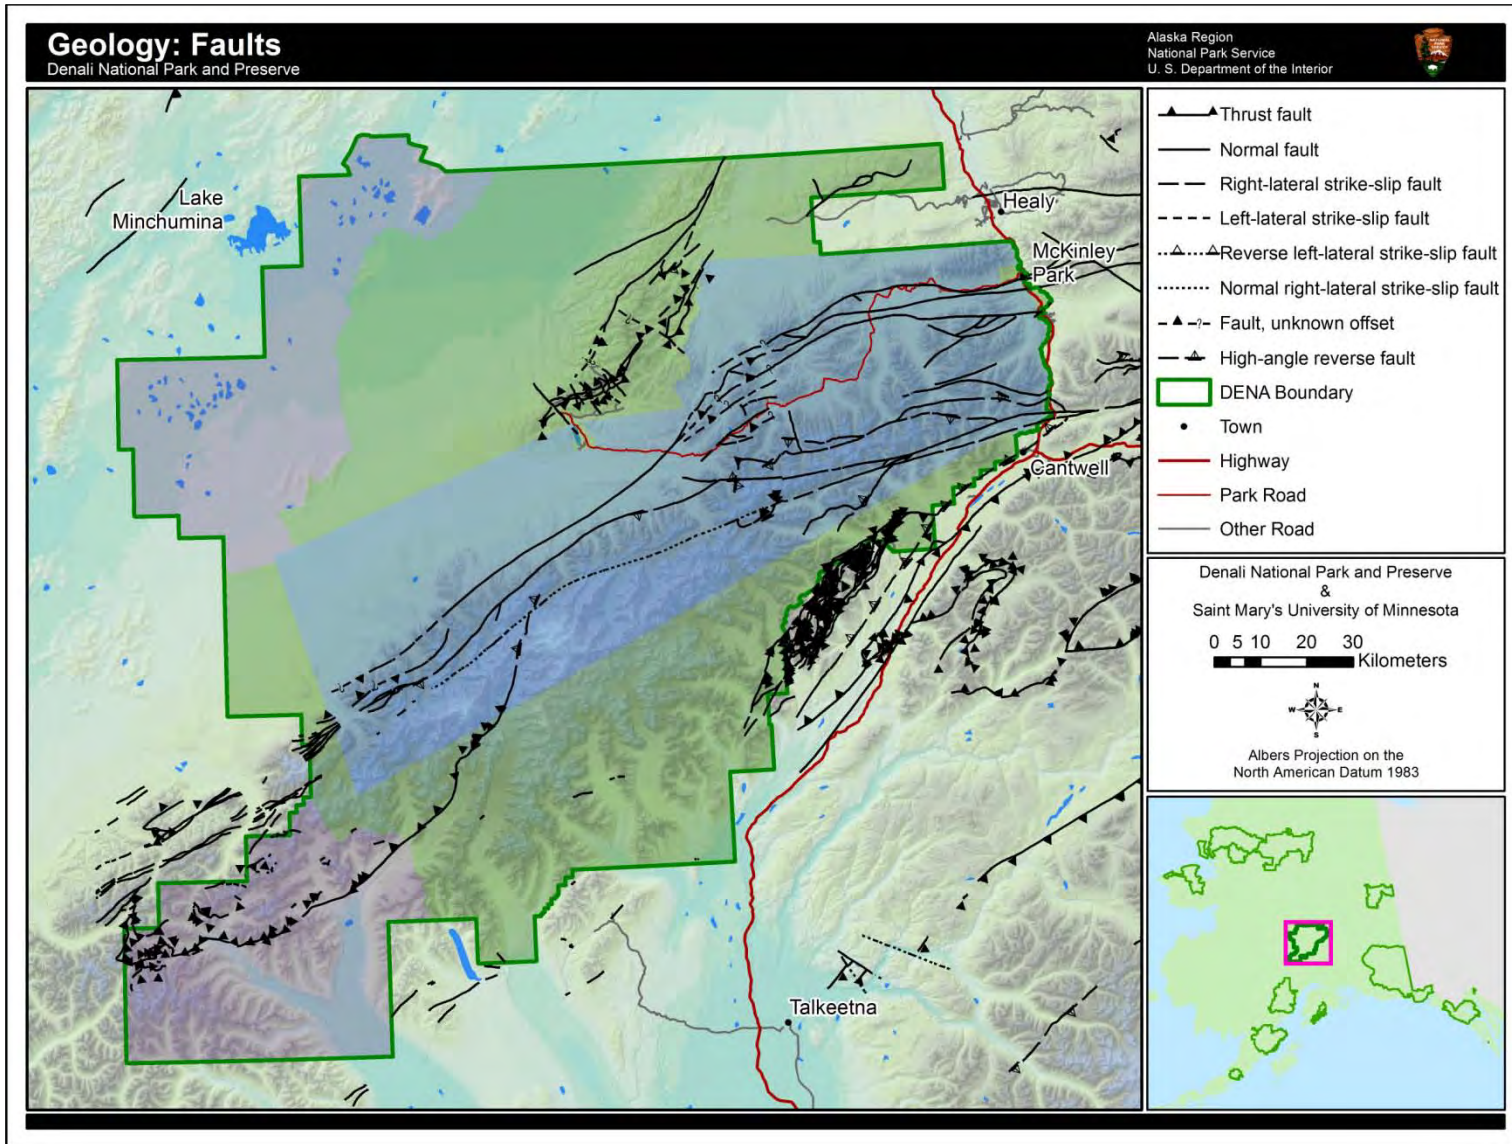 Geology: Faults
Denali National Park and Preserve
Alaska Region
National Park Service
U. S. Department of the Interior
Lake
Minchumina
Healy
McKinley
Park
Cantwell
Talkeetna
Thrust fault
Normal fault
Right-lateral strike-slip fault
Left-lateral strike-slip fault
Reverse left-lateral strike-slip fault
Normal right-lateral strike-slip fault
?
Fault, unknown offset
High-angle reverse fault
DENA Boundary
Town
Highway
Park Road
Other Road
Denali National Park and Preserve
&
Saint Mary's University of Minnesota
0 5 10 20 30
Kilometers
N
W E
S
Albers Projection on the
North American Datum 1983